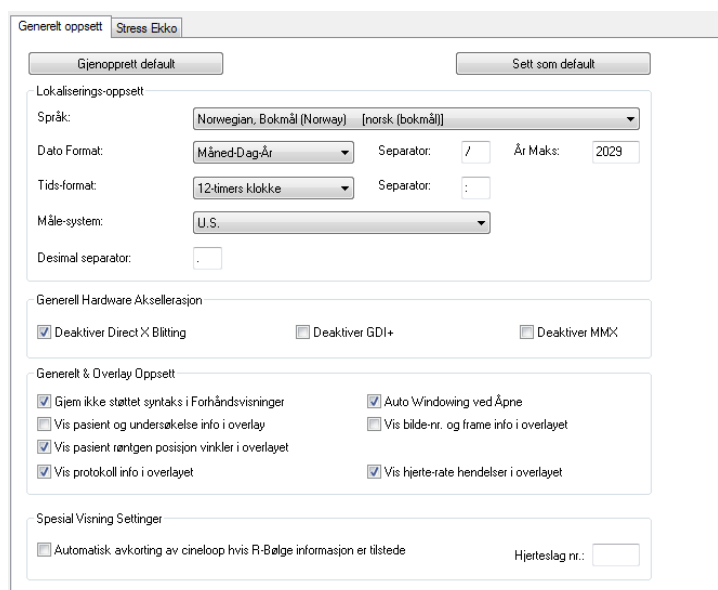 Generelt oppsett Stress Ekko
Gjenopprett default Sett som default
Lokaliserings-oppsett
Språk: Norwegian, Bokmål (Norway) [norsk (bokmål)]
Dato Format: Måned-Dag-År Separator: / År Maks: 2029
Tids-format: 12-timers klokke Separator: :
Måle-system: U.S.
Desimal separator: .
Generell Hardware Aksellerasjon
Deaktiver Direct X Blitting Deaktiver GDI+ Deaktiver MMX
Generelt & Overlay Oppsett
Gjem ikke støttet syntaks i Forhåndsvisninger Auto Windowing ved Åpne
Vis pasient og undersøkelse info i overlay Vis bilde-nr. og frame info i overlayet
Vis pasient røntgen posisjon vinkler i overlayet
Vis protokoll info i overlayet Vis hjerte-rate hendelser i overlayet
Spesial Visning Settinger
Automatisk avkorting av cineloop hvis R-Bølge informasjon er tilstede Hjerteslag nr.: